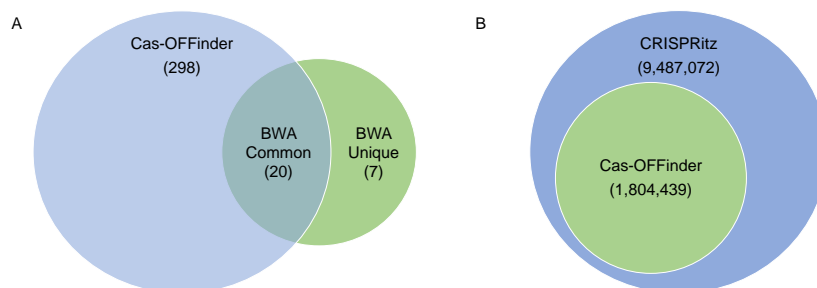 A
Cas-OFFinder
(298)
BWA
Common
(20)
BWA
Unique
(7)
B
CRISPRitz
(9,487,072)
Cas-OFFinder
(1,804,439)